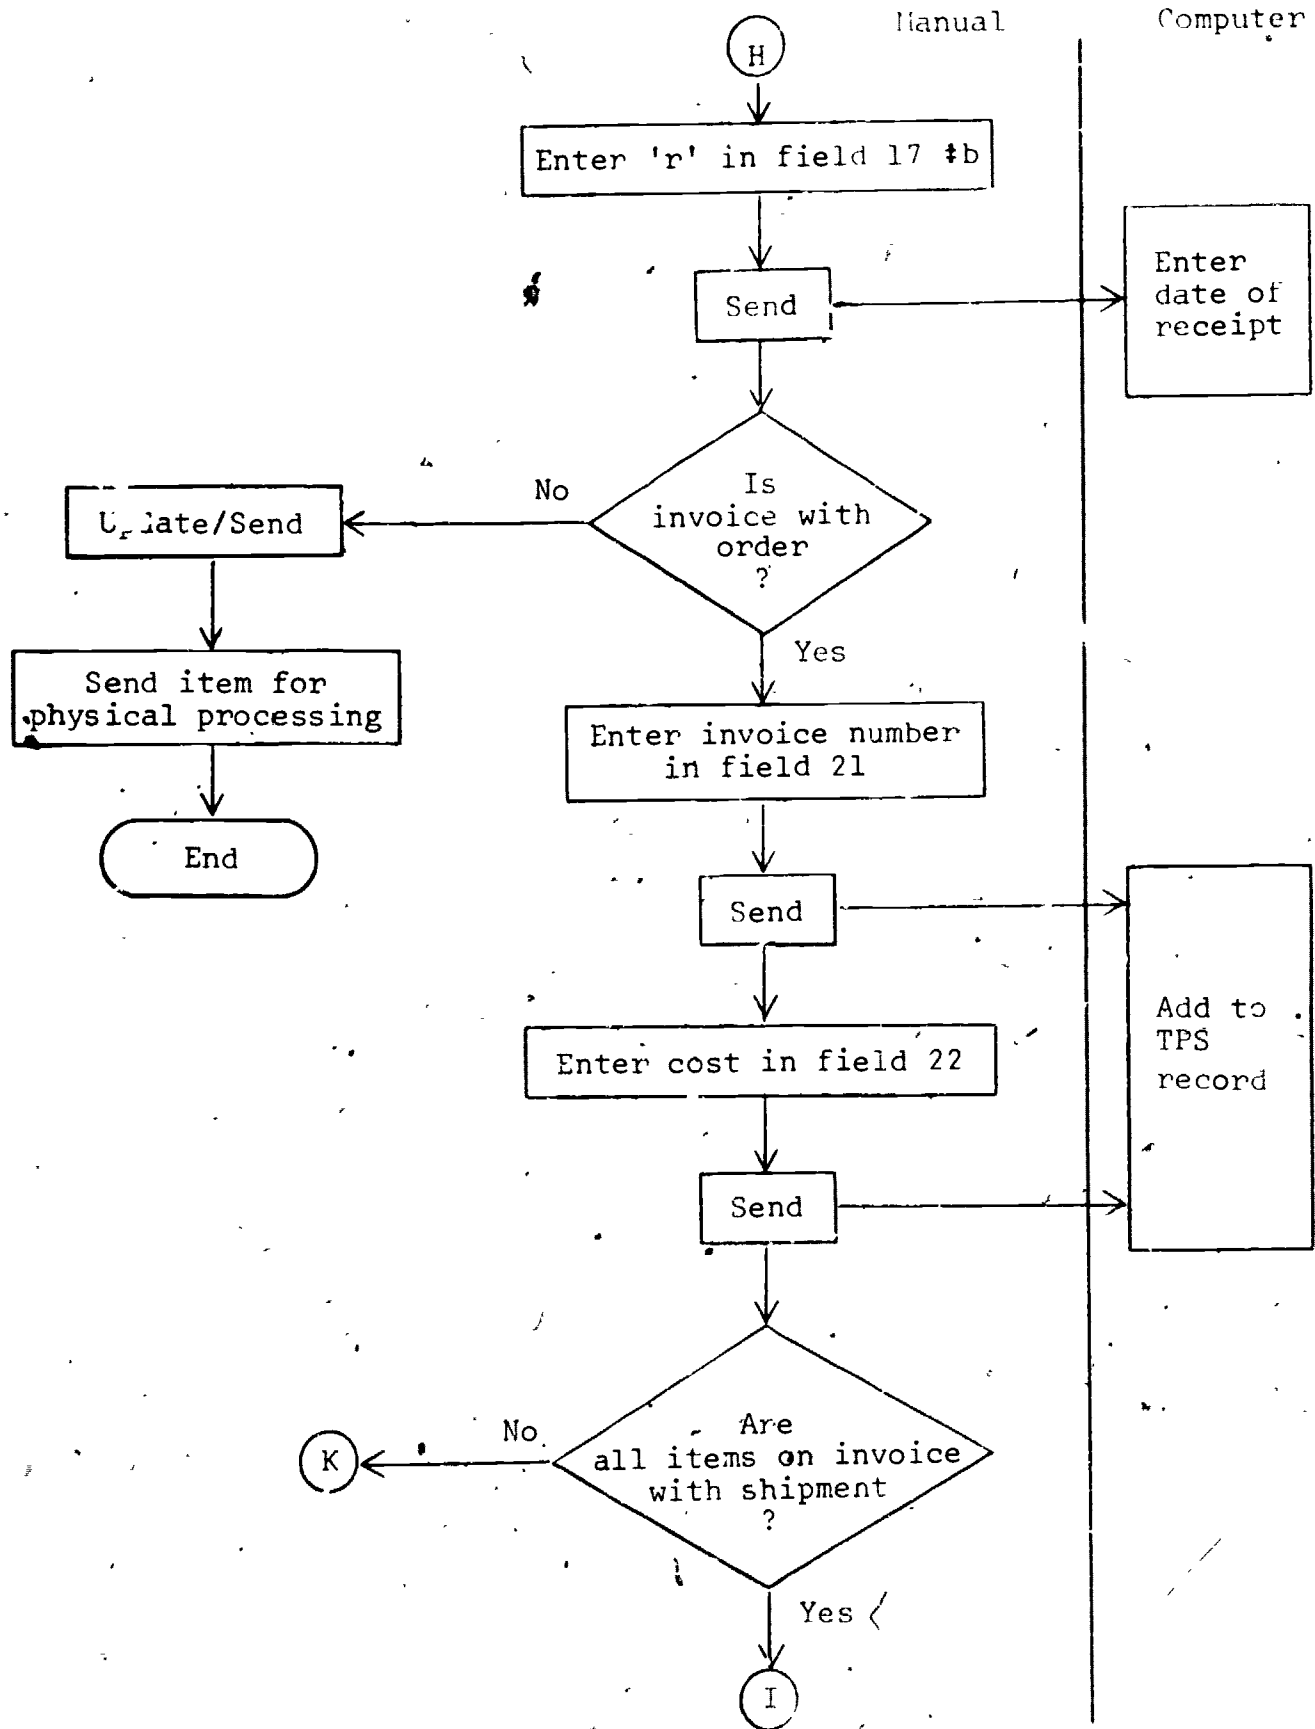 Manual
Computer
H
Enter 'r' in field 17 ‡b
Send
Enter
date of
receipt
Is
invoice with
order
?
No
Update/Send
Send item for
physical processing
End
Yes
Enter invoice number
in field 21
Send
Enter cost in field 22
Add to
TPS
record
Send
Are
all items on invoice
with shipment
?
No
K
Yes
I